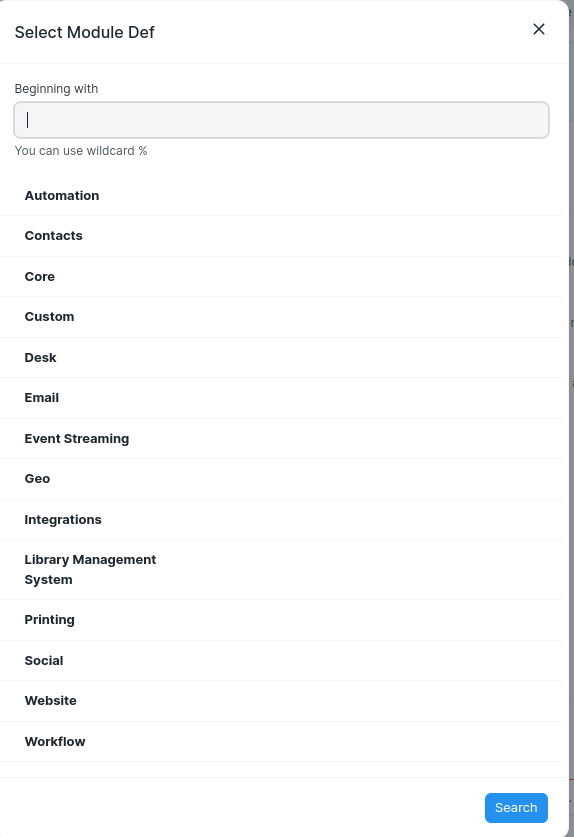 Select Module Def
Beginning with
You can use wildcard %
Automation
Contacts
Core
Custom
Desk
Email
Event Streaming
Geo
Integrations
Library Management
System
Printing
Social
Website
Workflow
Search